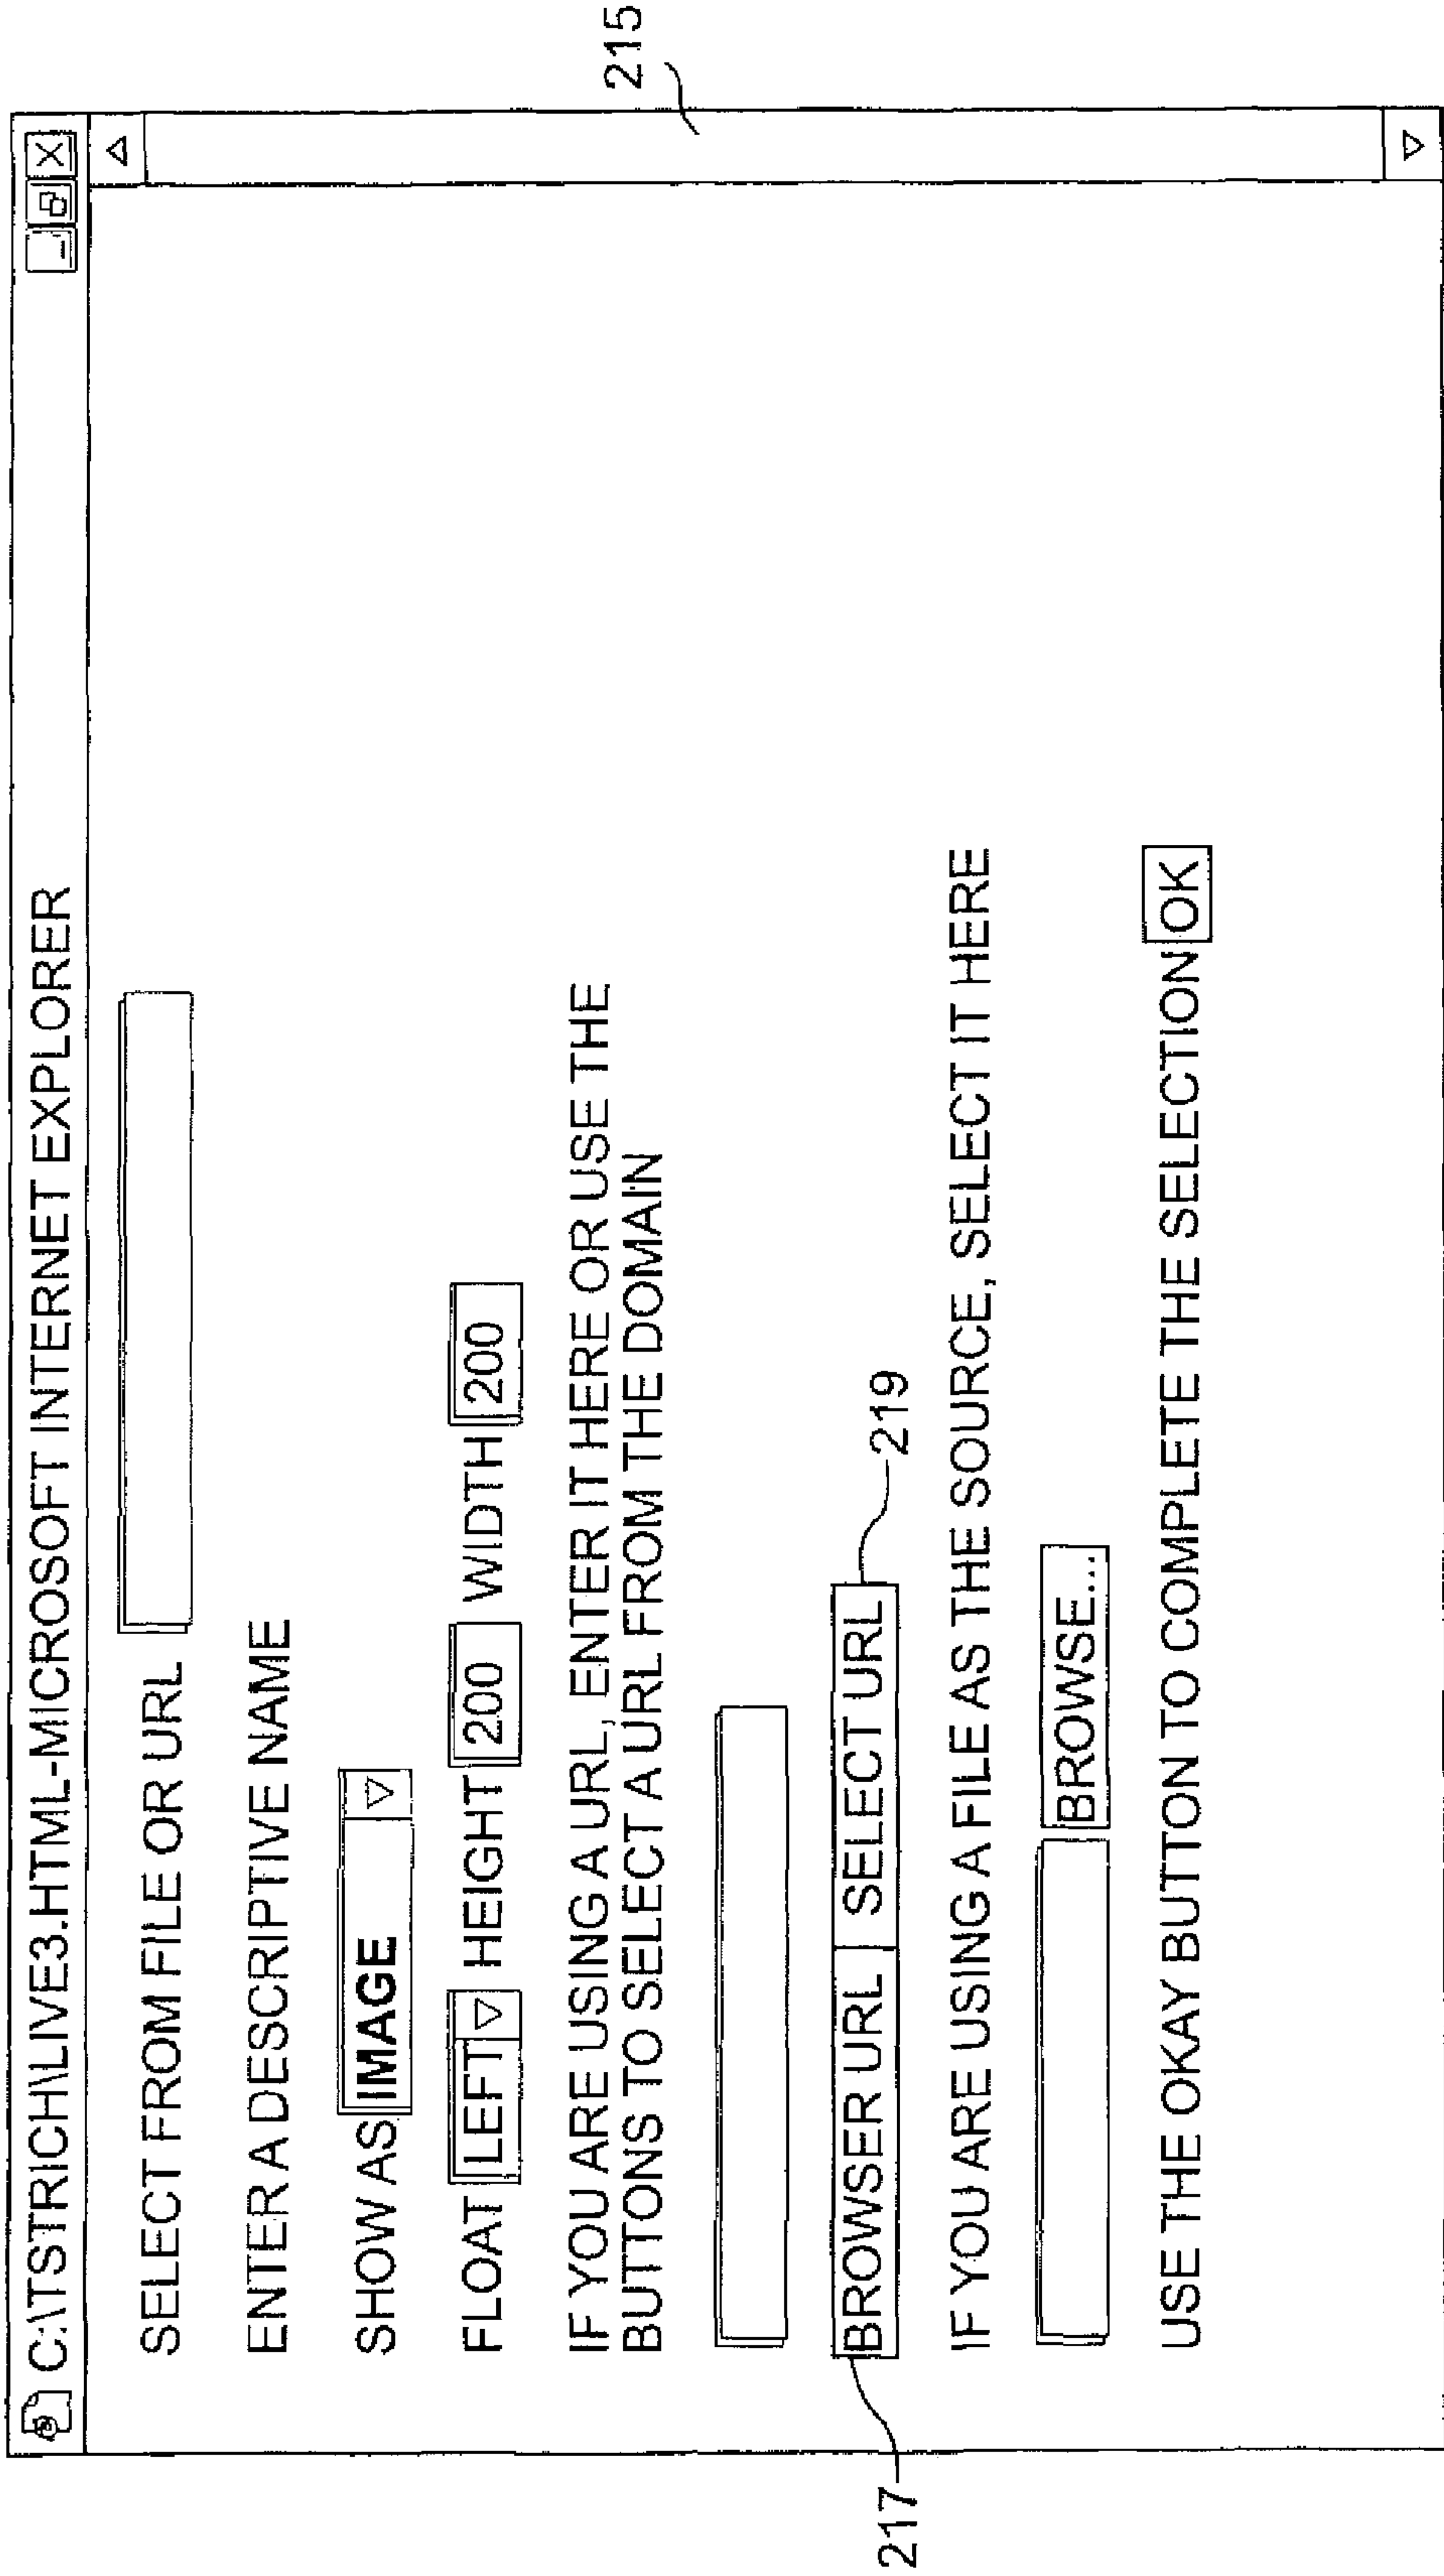 C:\TSTRICH\LIVE3.HTML-MICROSOFT INTERNET EXPLORER
SELECT FROM FILE OR URL
ENTER A DESCRIPTIVE NAME
SHOW AS IMAGE
FLOAT LEFT HEIGHT 200 WIDTH 200
IF YOU ARE USING A URL, ENTER IT HERE OR USE THE
BUTTONS TO SELECT A URL FROM THE DOMAIN
BROWSER URL SELECT URL
IF YOU ARE USING A FILE AS THE SOURCE, SELECT IT HERE
BROWSE...
USE THE OKAY BUTTON TO COMPLETE THE SELECTION OK
215
217
219